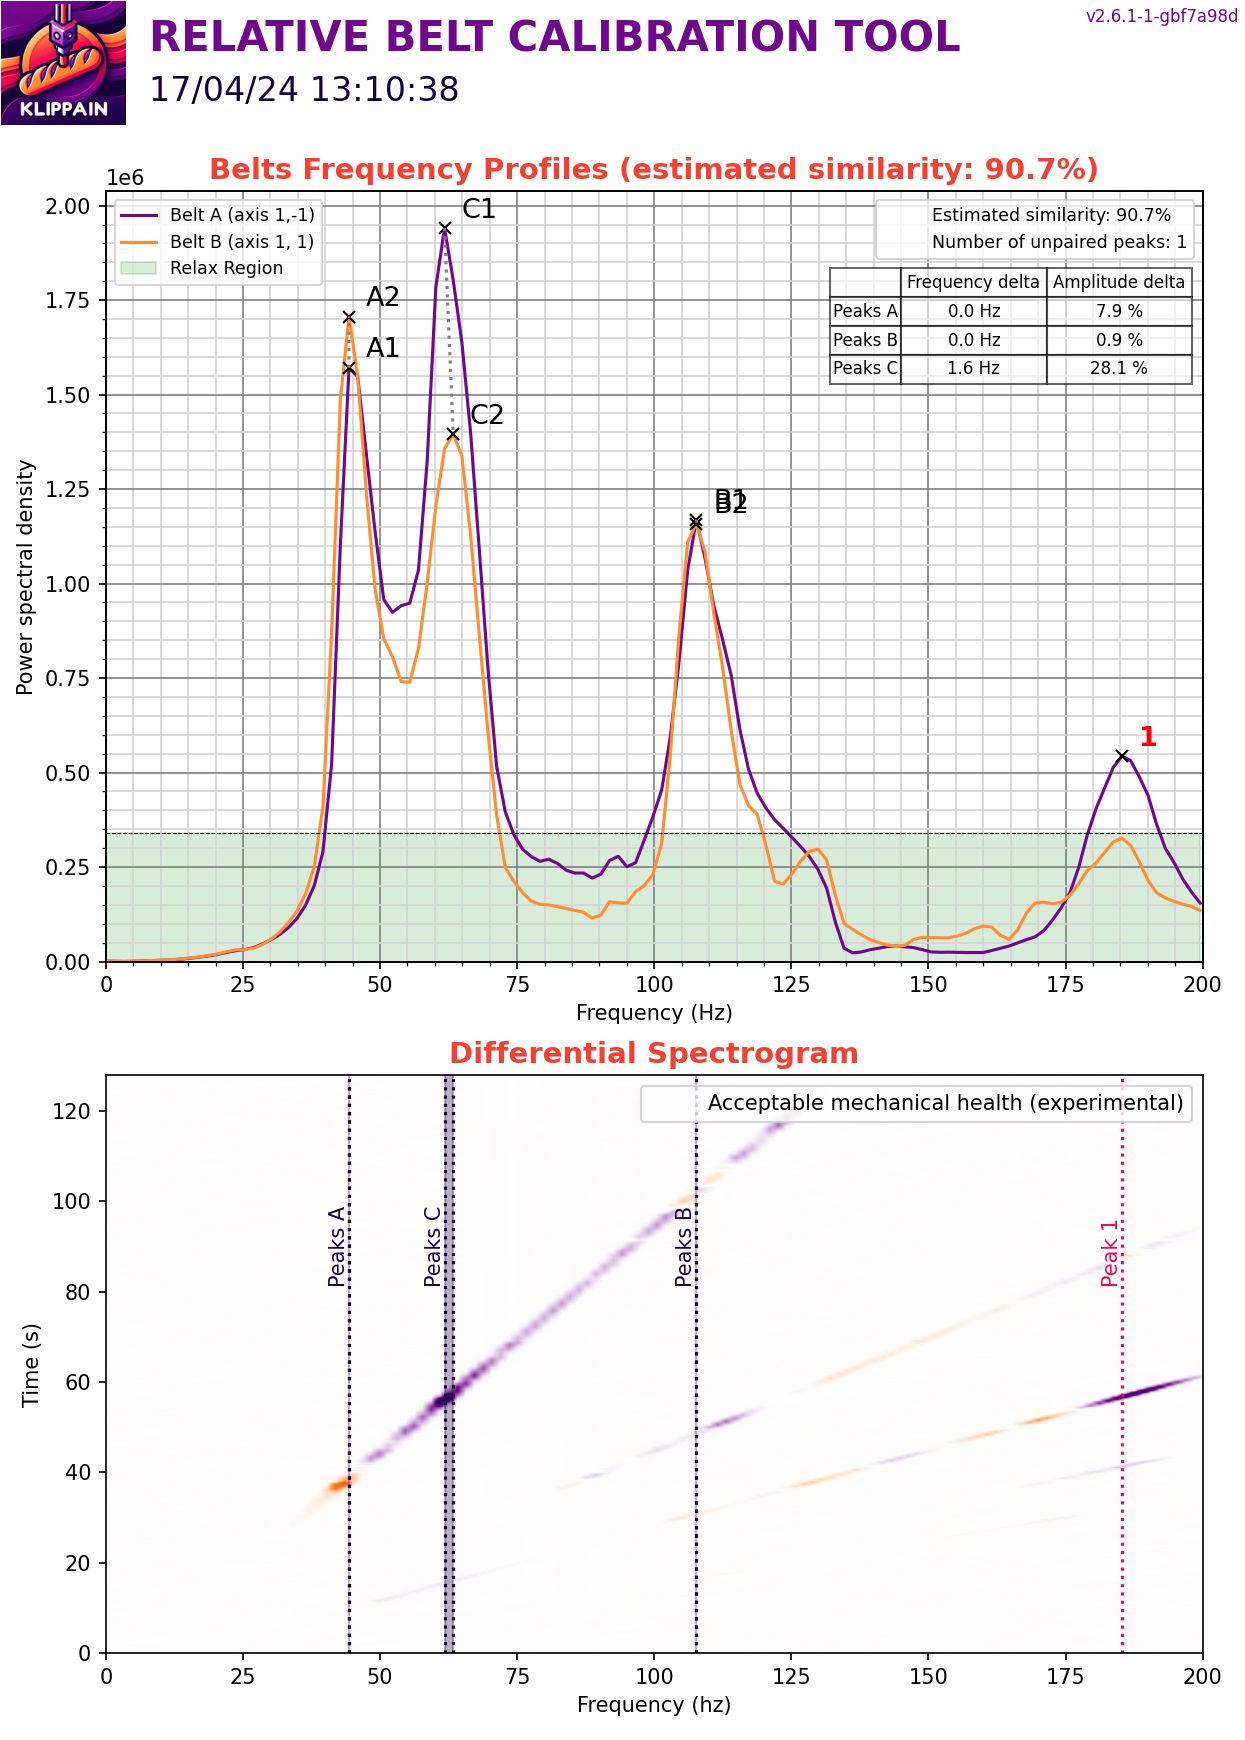 v2.6.1-1-gbf7a98d
RELATIVE BELT CALIBRATION TOOL
17/04/24 13:10:38
KLIPPAIN
Belts Frequency Profiles (estimated similarity: 90.7%)
1e6
Belt A (axis 1,-1)
Belt B (axis 1, 1)
Relax Region
Estimated similarity: 90.7%
Number of unpaired peaks: 1
Frequency delta Amplitude delta
Peaks A 0.0 Hz 7.9 %
Peaks B 0.0 Hz 0.9 %
Peaks C 1.6 Hz 28.1 %
C1
A2
A1
C2
B1
B2
1
2.00
1.75
1.50
1.25
1.00
0.75
0.50
0.25
0.00
Power spectral density
0 25 50 75 100 125 150 175 200
Frequency (Hz)
Differential Spectrogram
Acceptable mechanical health (experimental)
Peaks A
Peaks C
Peaks B
Peak 1
120
100
80
60
40
20
0
Time (s)
0 25 50 75 100 125 150 175 200
Frequency (hz)